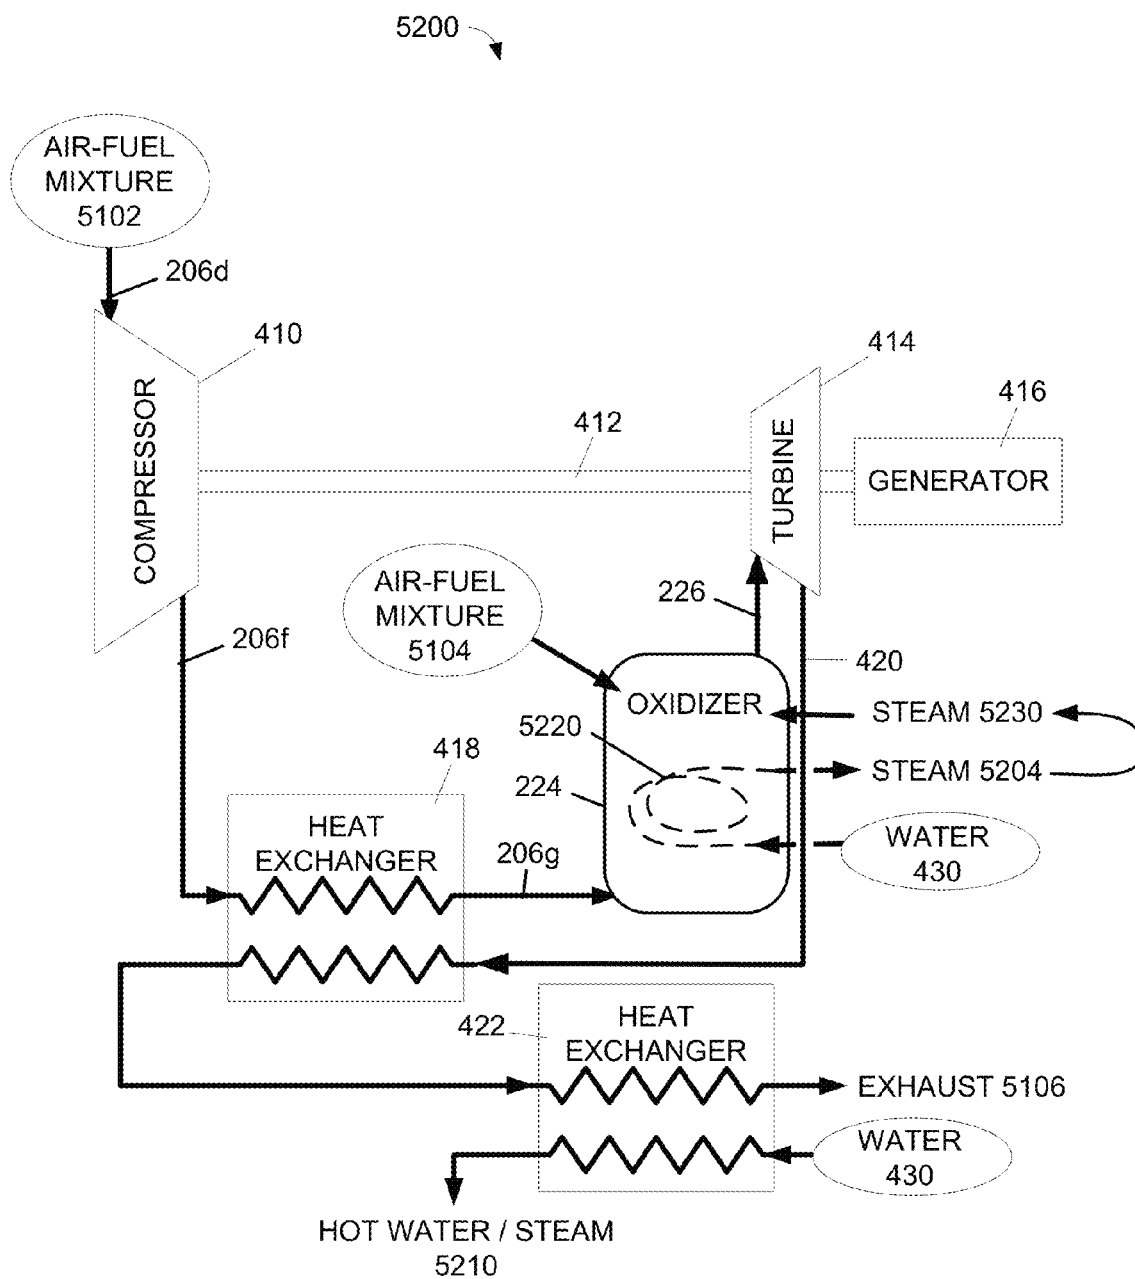 5200
AIR-FUEL
MIXTURE
5102
206d
410
414
416
412
COMPRESSOR
TURBINE
GENERATOR
AIR-FUEL
MIXTURE
5104
226
206f
420
OXIDIZER
STEAM 5230
5220
418
STEAM 5204
224
HEAT
EXCHANGER
206g
WATER
430
422
HEAT
EXCHANGER
EXHAUST 5106
WATER
430
HOT WATER / STEAM
5210